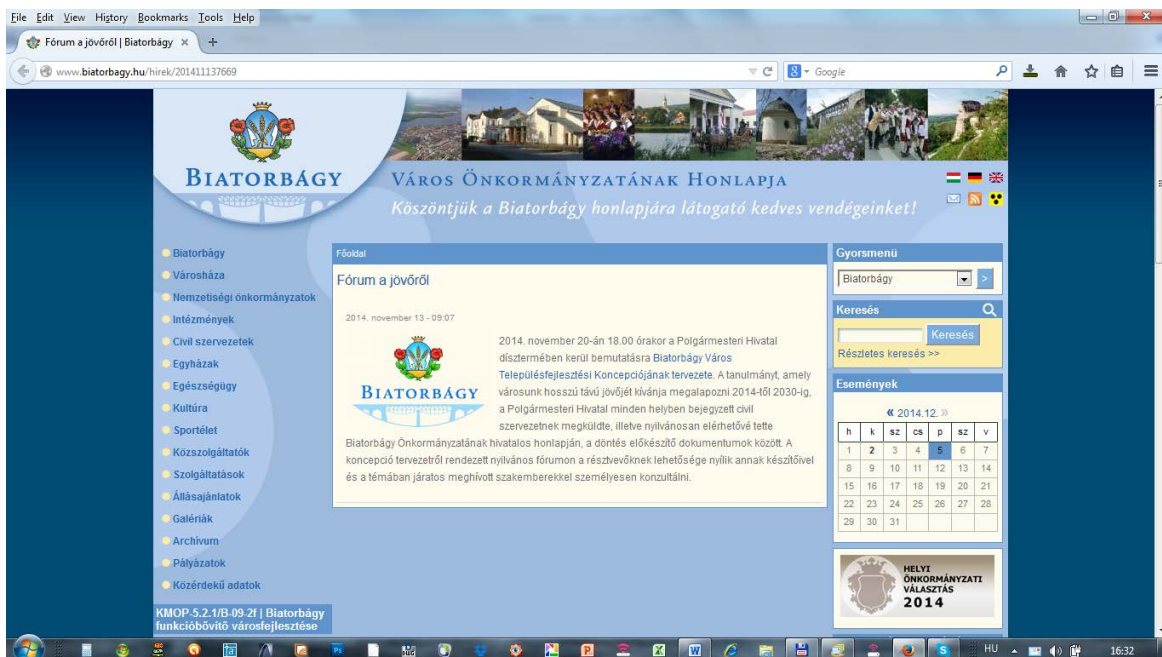 File Edit View History Bookmarks Tools Help
Fórum a jövőről | Biatorbágy × +
www.biatorbagy.hu/hirek/201411137669
Google
BIATORBÁGY
VÁROS ÖNKORMÁNYZATÁNAK HONLAPJA
Köszöntjük a Biatorbágy honlapjára látogató kedves vendégeinket!
Biatorbágy
Városháza
Nemzetiségi önkormányzatok
Intézmények
Civil szervezetek
Egyházak
Egészségügy
Kultúra
Sportélet
Közszolgáltatók
Szolgáltatások
Állásajánlatok
Galériák
Archívum
Pályázatok
Közérdekű adatok
KMOP-5.2.1/B-09-2f | Biatorbágy
funkcióbővítő városfejlesztése
Főoldal
Fórum a jövőről
2014. november 13 - 09:07
BIATORBÁGY
2014. november 20-án 18.00 órakor a Polgármesteri Hivatal
dísztermében kerül bemutatásra Biatorbágy Város
Településfejlesztési Koncepciójának tervezete. A tanulmányt, amely
városunk hosszú távú jövőjét kívánja megalapozni 2014-től 2030-ig,
a Polgármesteri Hivatal minden helyben bejegyzett civil
szervezetnek megküldte, illetve nyilvánosan elérhetővé tette
Biatorbágy Önkormányzatának hivatalos honlapján, a döntés előkészítő dokumentumok között. A
koncepció tervezetről rendezett nyilvános fórumon a résztvevőknek lehetősége nyílik annak készítőivel
és a témában járatos meghívott szakemberekkel személyesen konzultálni.
Gyorsmenü
Biatorbágy >
Keresés
Keresés
Részletes keresés >>
Események
« 2014.12. »
h k sz cs p sz v
1 2 3 4 5 6 7
8 9 10 11 12 13 14
15 16 17 18 19 20 21
22 23 24 25 26 27 28
29 30 31
HELYI
ÖNKORMÁNYZATI
VÁLASZTÁS
2014
HU 16:32